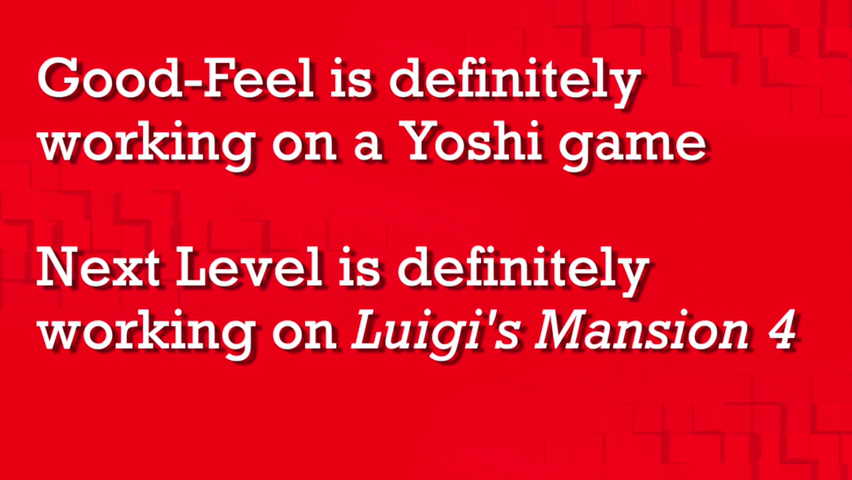 Good-Feel is definitely
working on a Yoshi game
Next Level is definitely
working on Luigi's Mansion 4